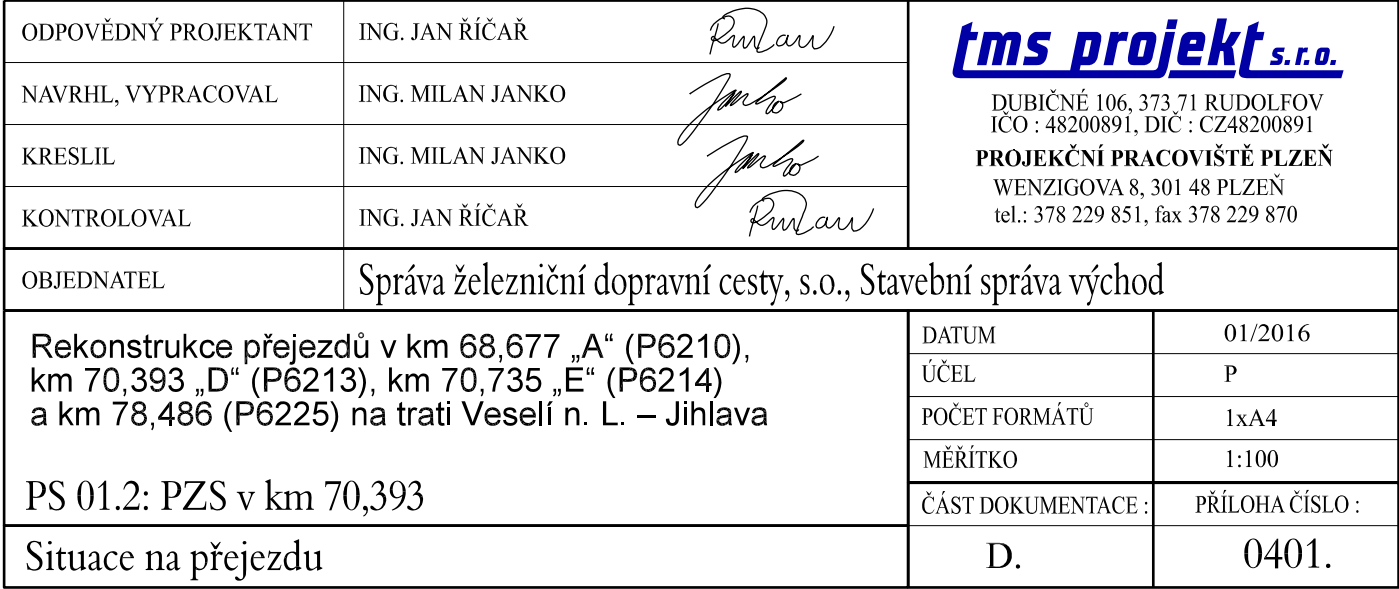 ODPOVĚDNÝ PROJEKTANT ING. JAN ŘÍČAŘ
NAVRHL, VYPRACOVAL ING. MILAN JANKO
KRESLIL ING. MILAN JANKO
KONTROLOVAL ING. JAN ŘÍČAŘ
tms projekt s.r.o.
DUBIČNÉ 106, 373 71 RUDOLFOV
IČO : 48200891, DIČ : CZ48200891
PROJEKČNÍ PRACOVIŠTĚ PLZEŇ
WENZIGOVA 8, 301 48 PLZEŇ
tel.: 378 229 851, fax 378 229 870
OBJEDNATEL Správa železniční dopravní cesty, s.o., Stavební správa východ
Rekonstrukce přejezdů v km 68,677 „A“ (P6210),
km 70,393 „D“ (P6213), km 70,735 „E“ (P6214)
a km 78,486 (P6225) na trati Veselí n. L. – Jihlava
PS 01.2: PZS v km 70,393
Situace na přejezdu
DATUM 01/2016
ÚČEL P
POČET FORMÁTŮ 1xA4
MĚŘÍTKO 1:100
ČÁST DOKUMENTACE : PŘÍLOHA ČÍSLO :
D. 0401.